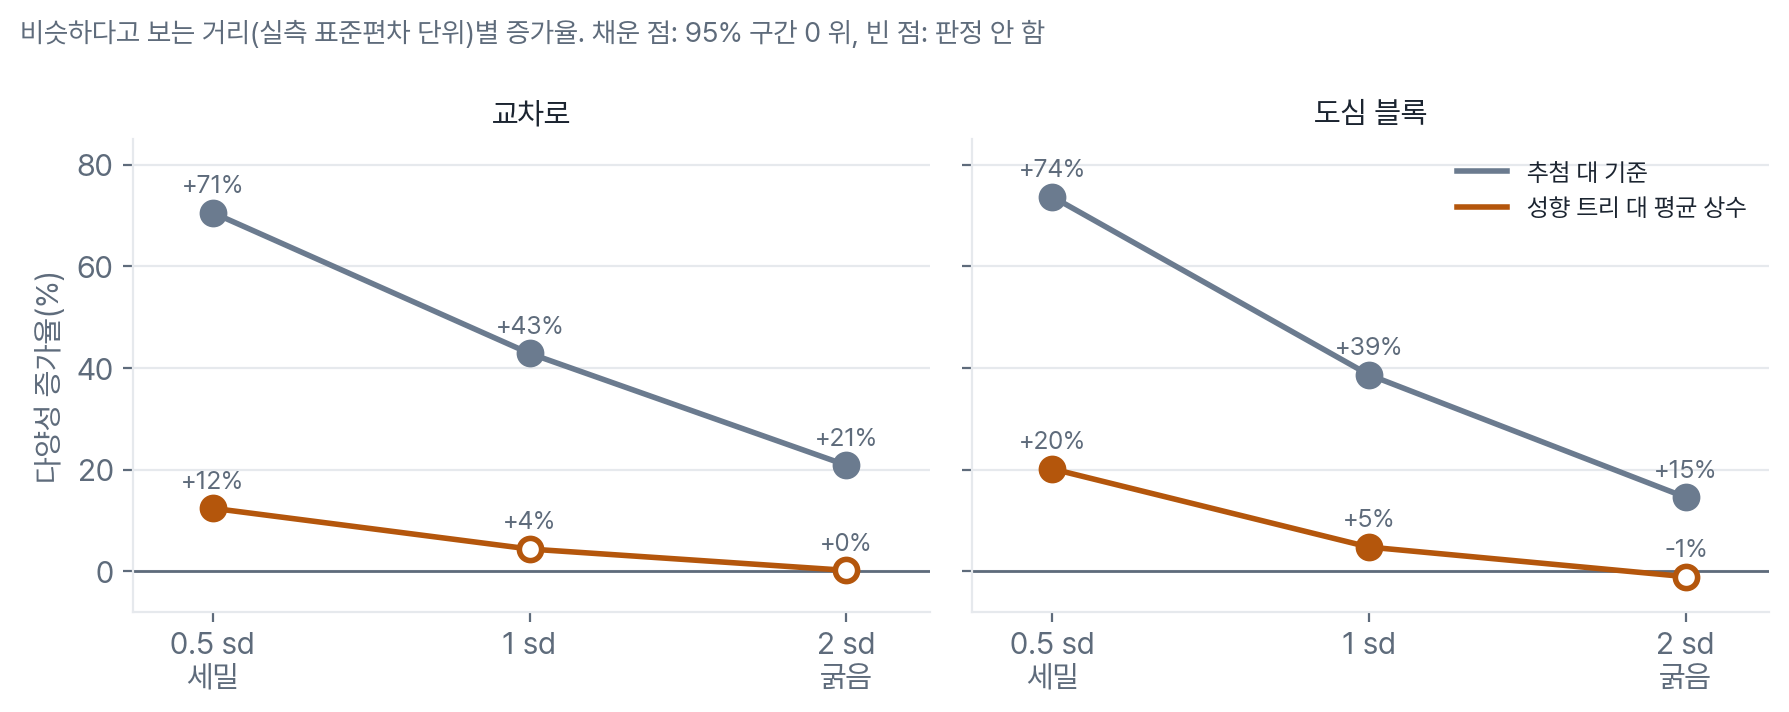 비슷하다고 보는 거리(실측 표준편차 단위)별 증가율. 채운 점: 95% 구간 0 위, 빈 점: 판정 안 함
교차로
도심 블록
다양성 증가율(%)
80
60
40
20
0
+71%
+43%
+21%
+12%
+4%
+0%
+74%
+39%
+15%
+20%
+5%
-1%
추첨 대 기준
성향 트리 대 평균 상수
0.5 sd
세밀
1 sd
2 sd
굵음
0.5 sd
세밀
1 sd
2 sd
굵음